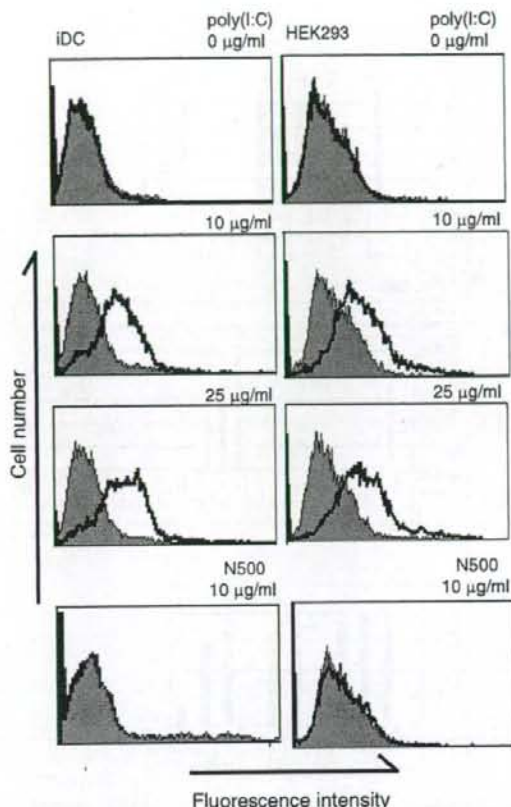 iDC
poly(I:C)
0 µg/ml
HEK293
poly(I:C)
0 µg/ml
10 µg/ml
10 µg/ml
25 µg/ml
25 µg/ml
N500
10 µg/ml
N500
10 µg/ml
Cell number
Fluorescence intensity